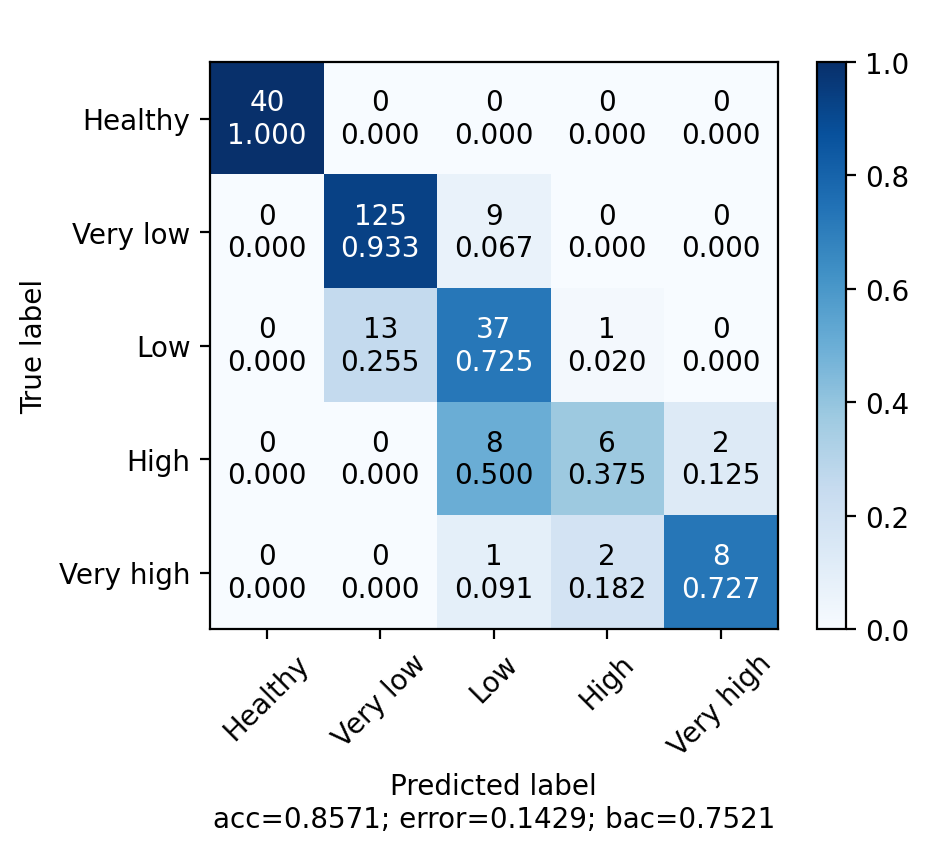 Healthy 40 0 0 0 0 1.0
1.000 0.000 0.000 0.000 0.000
Very low 0 125 9 0 0 0.8
0.000 0.933 0.067 0.000 0.000
Low 0 13 37 1 0 0.6
0.000 0.255 0.725 0.020 0.000
High 0 0 8 6 2 0.4
0.000 0.000 0.500 0.375 0.125
Very high 0 0 1 2 8 0.2
0.000 0.000 0.091 0.182 0.727
0.0
True label
Healthy Very low Low High Very high
Predicted label
acc=0.8571; error=0.1429; bac=0.7521